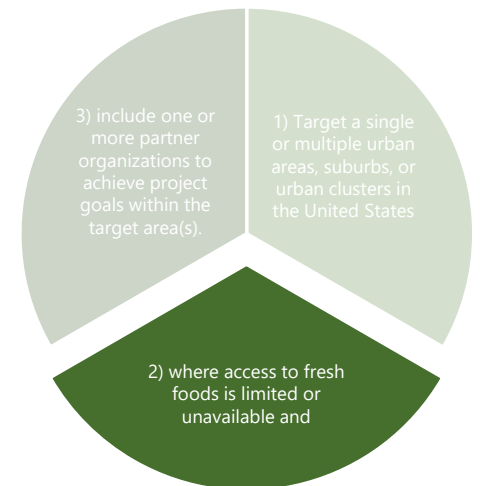 1) Target a single
or multiple urban
areas, suburbs, or
urban clusters in
the United States
2) where access to fresh
foods is limited or
unavailable and
3) include one or
more partner
organizations to
achieve project
goals within the
target area(s).